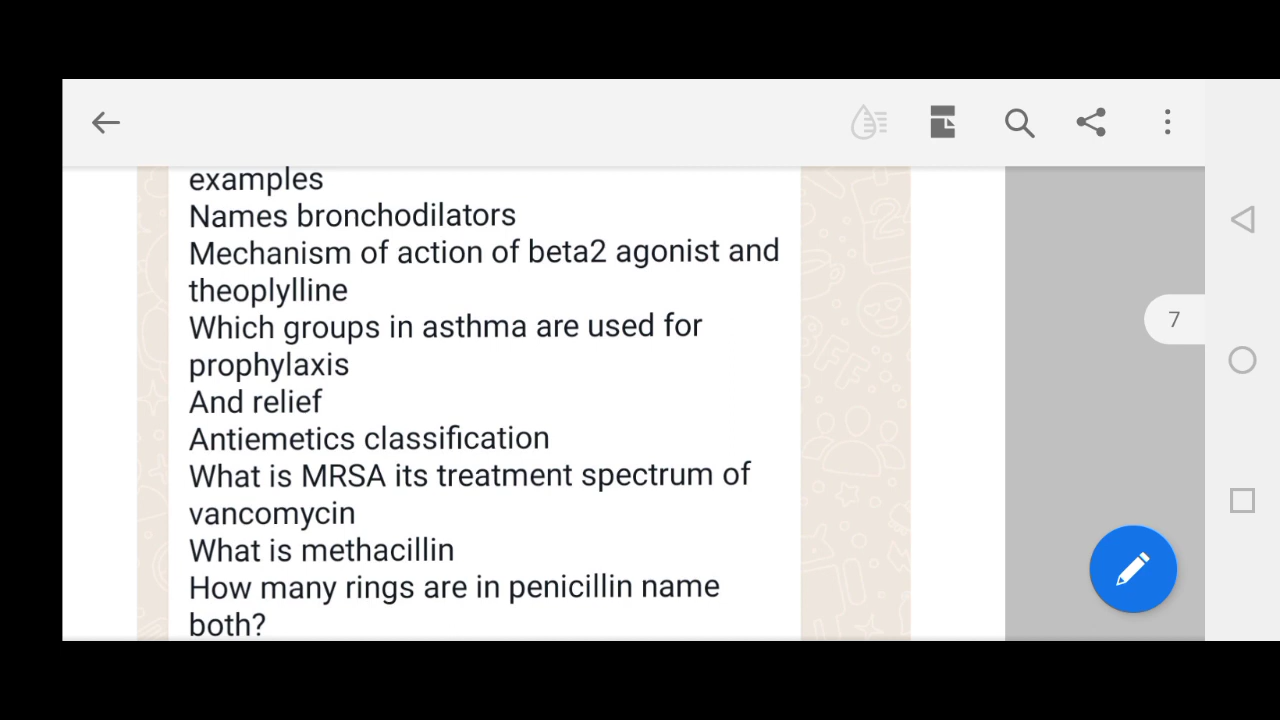 examples
Names bronchodilators
Mechanism of action of beta2 agonist and
theoplylline
Which groups in asthma are used for
prophylaxis
And relief
Antiemetics classification
What is MRSA its treatment spectrum of
vancomycin
What is methacillin
How many rings are in penicillin name
both?
7